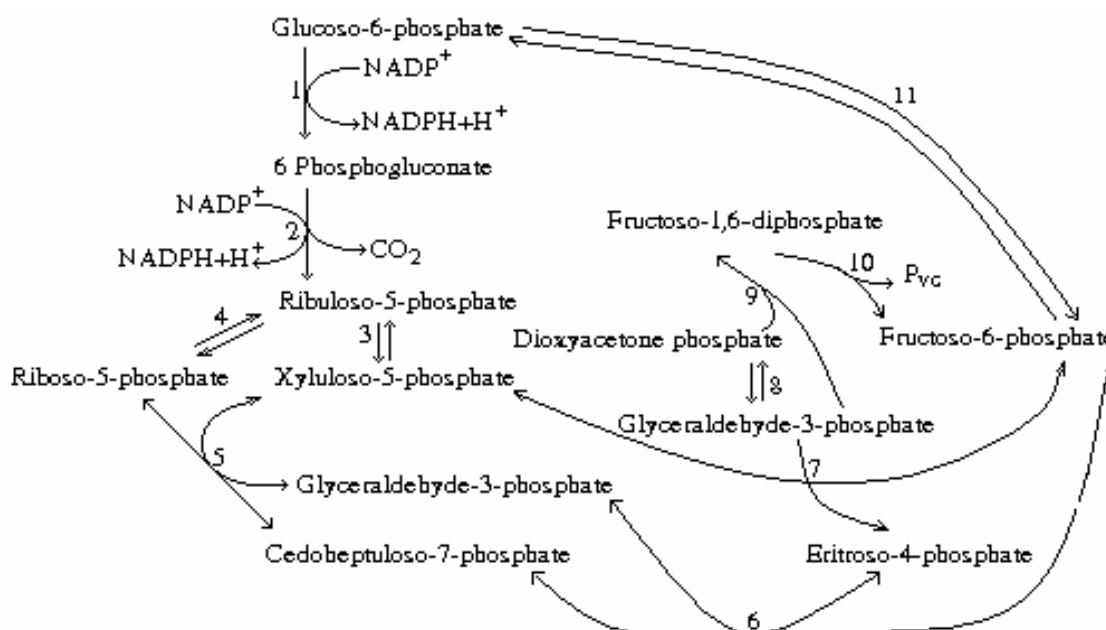 Glucoso-6-phosphate
NADP+
1
11
NADPH+H+
6 Phosphogluconate
NADP+
2
Fructoso-1,6-diphosphate
NADPH+H+
CO2
10
PVG
Ribuloso-5-phosphate
9
4
3
Dioxyacetone phosphate
Fructoso-6-phosphate
Riboso-5-phosphate
Xyluloso-5-phosphate
8
Glyceraldehyde-3-phosphate
5
7
Glyceraldehyde-3-phosphate
Cedoheptuloso-7-phosphate
Eritroso-4-phosphate
6